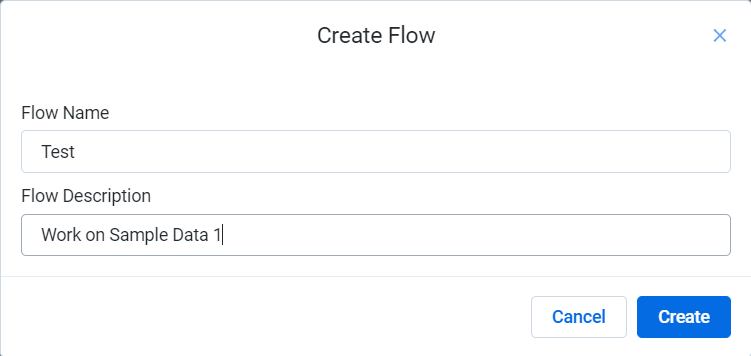 Create Flow
Flow Name
Test
Flow Description
Work on Sample Data 1
Cancel
Create